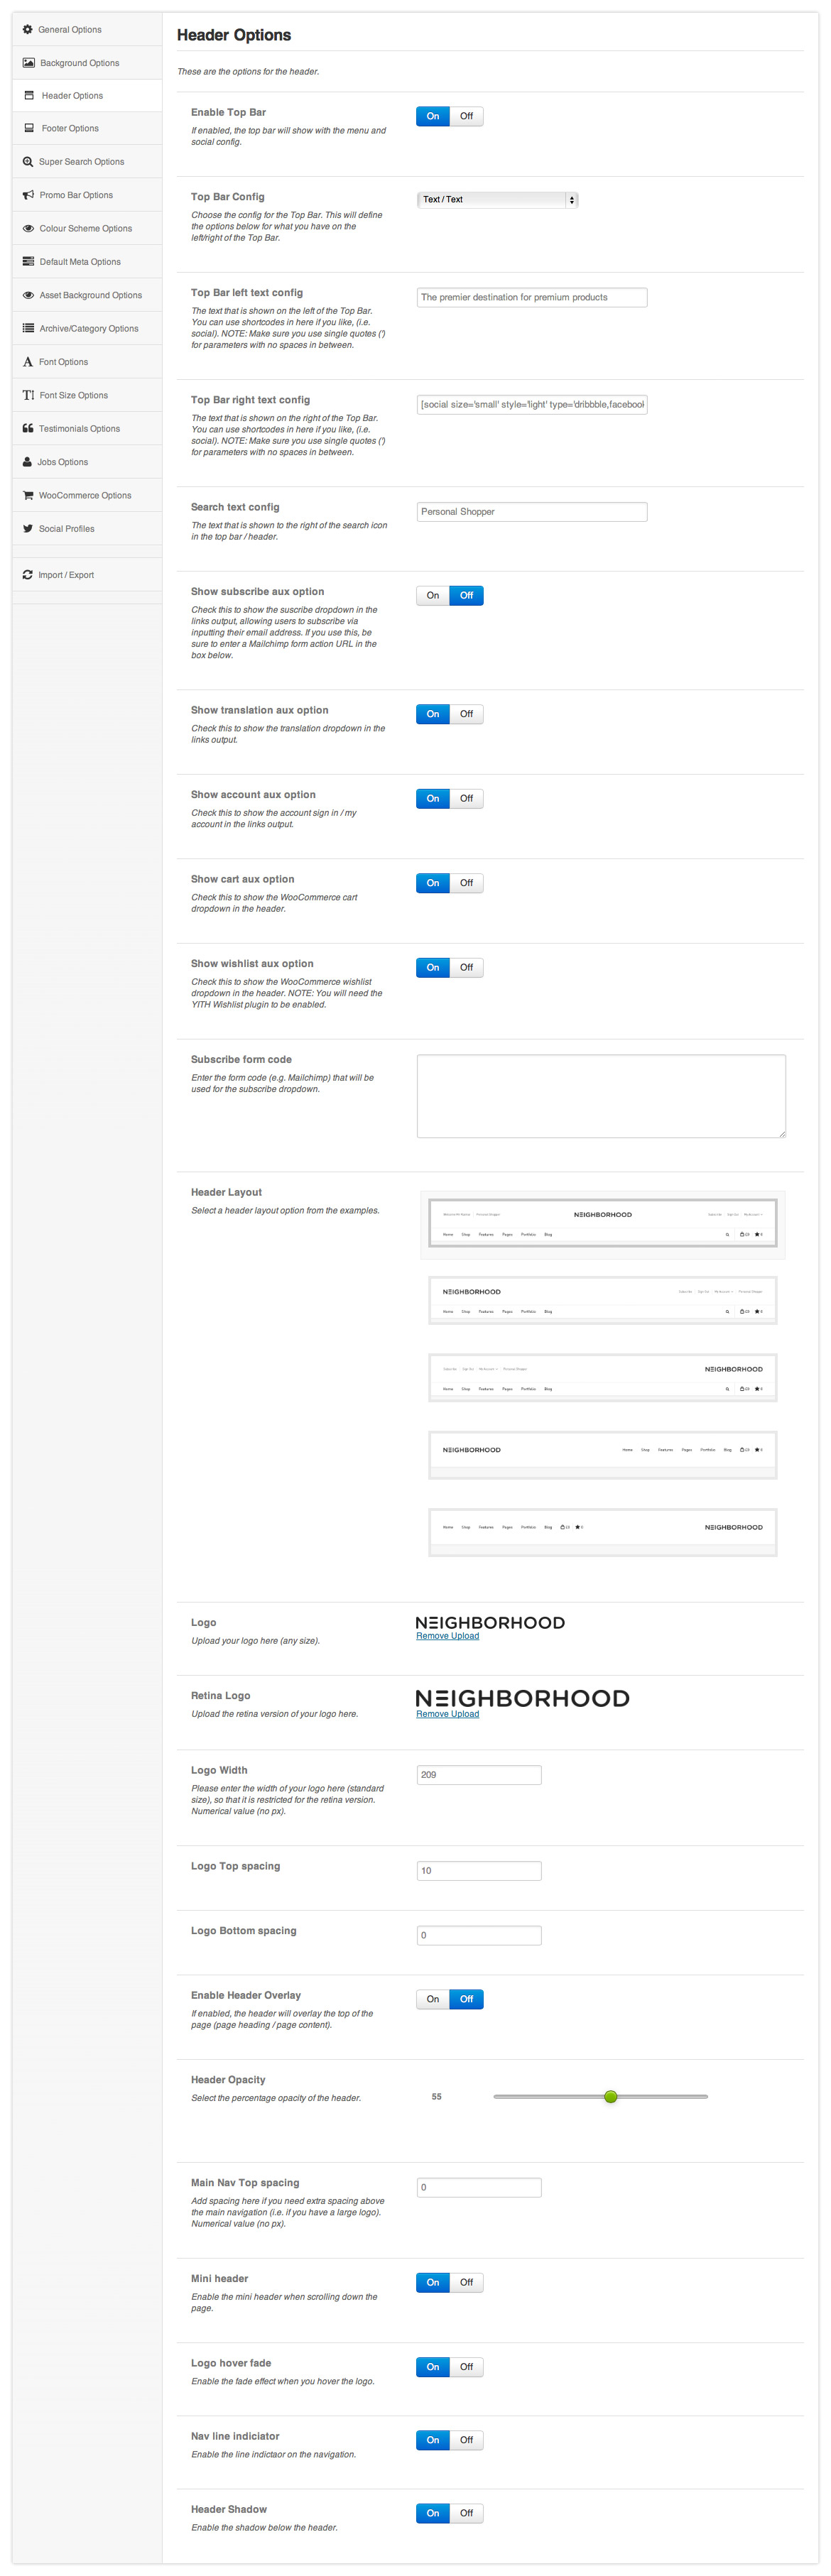 General Options
Background Options
Header Options
Footer Options
Super Search Options
Promo Bar Options
Colour Scheme Options
Default Meta Options
Asset Background Options
Archive/Category Options
Font Options
Font Size Options
Testimonials Options
Jobs Options
WooCommerce Options
Social Profiles
Import / Export
Header Options
These are the options for the header.
Enable Top Bar
On Off
If enabled, the top bar will show with the menu and
social config.
Top Bar Config
Text / Text
Choose the config for the Top Bar. This will define
the options below for what you have on the
left/right of the Top Bar.
Top Bar left text config
The premier destination for premium products
The text that is shown on the left of the Top Bar.
You can use shortcodes in here if you like, (i.e.
social). NOTE: Make sure you use single quotes (')
for parameters with no spaces in between.
Top Bar right text config
[social size='small' style='light' type='dribbble,facebook
The text that is shown on the right of the Top Bar.
You can use shortcodes in here if you like, (i.e.
social). NOTE: Make sure you use single quotes (')
for parameters with no spaces in between.
Search text config
Personal Shopper
The text that is shown to the right of the search icon
in the top bar / header.
Show subscribe aux option
On Off
Check this to show the suscribe dropdown in the
links output, allowing users to subscribe via
inputting their email address. If you use this, be
sure to enter a Mailchimp form action URL in the
box below.
Show translation aux option
On Off
Check this to show the translation dropdown in the
links output.
Show account aux option
On Off
Check this to show the account sign in / my
account in the links output.
Show cart aux option
On Off
Check this to show the WooCommerce cart
dropdown in the header.
Show wishlist aux option
On Off
Check this to show the WooCommerce wishlist
dropdown in the header. NOTE: You will need the
YITH Wishlist plugin to be enabled.
Subscribe form code
Enter the form code (e.g. Mailchimp) that will be
used for the subscribe dropdown.
Header Layout
Select a header layout option from the examples.
NEIGHBORHOOD
Home Shop Features Pages Portfolio Blog
NEIGHBORHOOD
Home Shop Features Pages Portfolio Blog
NEIGHBORHOOD
Home Shop Features Pages Portfolio Blog
NEIGHBORHOOD Home Shop Features Pages Portfolio Blog
Home Shop Features Pages Portfolio Blog NEIGHBORHOOD
Logo
NEIGHBORHOOD
Remove Upload
Upload your logo here (any size).
Retina Logo
NEIGHBORHOOD
Remove Upload
Upload the retina version of your logo here.
Logo Width
209
Please enter the width of your logo here (standard
size), so that it is restricted for the retina version.
Numerical value (no px).
Logo Top spacing
10
Logo Bottom spacing
0
Enable Header Overlay
On Off
If enabled, the header will overlay the top of the
page (page heading / page content).
Header Opacity
55
Select the percentage opacity of the header.
Main Nav Top spacing
0
Add spacing here if you need extra spacing above
the main navigation (i.e. if you have a large logo).
Numerical value (no px).
Mini header
On Off
Enable the mini header when scrolling down the
page.
Logo hover fade
On Off
Enable the fade effect when you hover the logo.
Nav line indiciator
On Off
Enable the line indictaor on the navigation.
Header Shadow
On Off
Enable the shadow below the header.